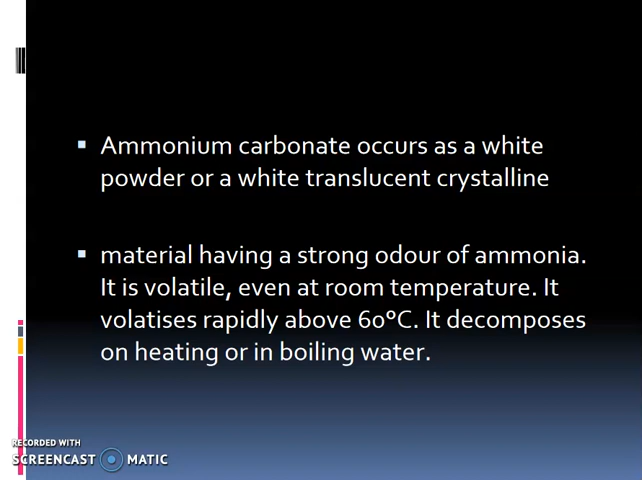 Ammonium carbonate occurs as a white
powder or a white translucent crystalline
material having a strong odour of ammonia.
It is volatile, even at room temperature. It
volatises rapidly above 60°C. It decomposes
on heating or in boiling water.
RECORDED WITH
SCREENCAST MATIC